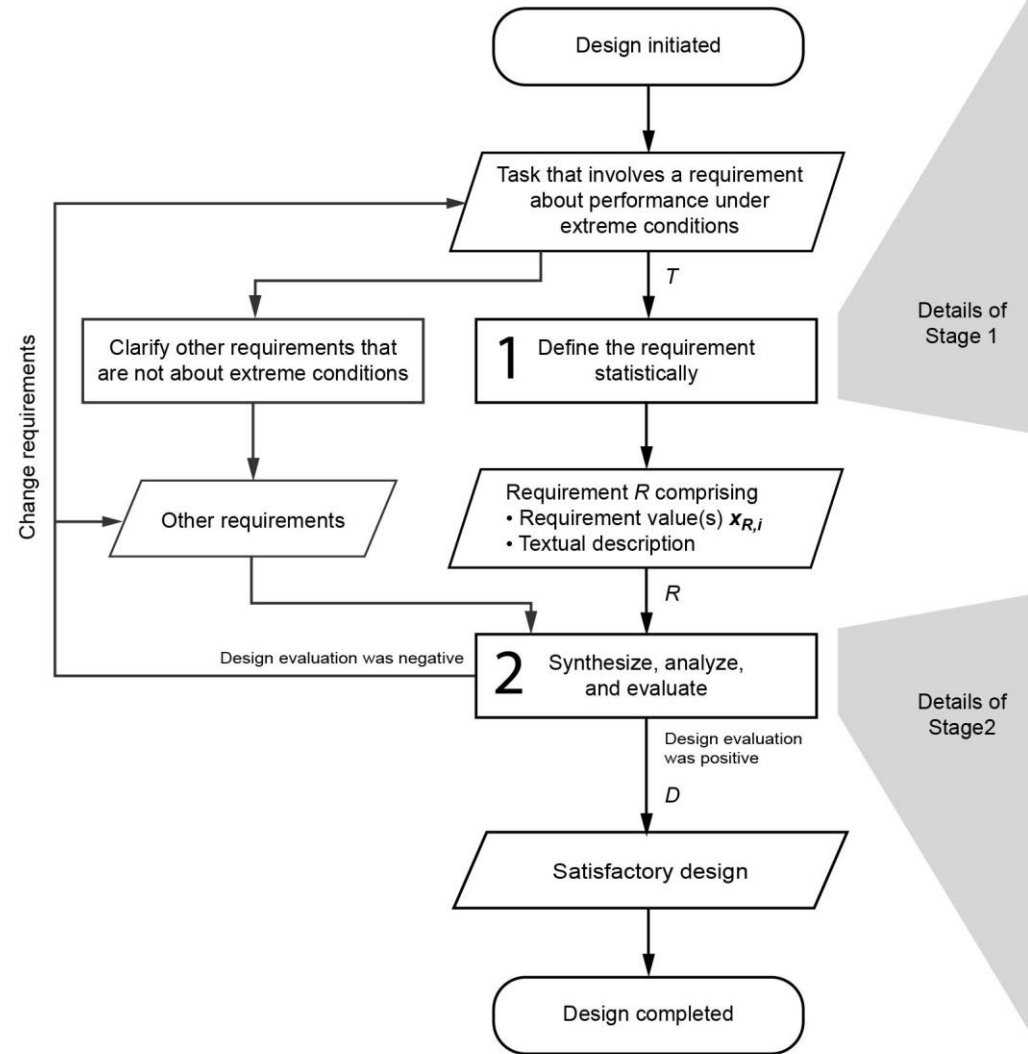 Design initiated
Task that involves a requirement
about performance under
extreme conditions
T
Details of
Stage 1
Clarify other requirements that
are not about extreme conditions
1
Define the requirement
statistically
Change requirements
Other requirements
Requirement R comprising
• Requirement value(s) x_{R,i}
• Textual description
R
Design evaluation was negative
2
Synthesize, analyze,
and evaluate
Details of
Stage2
Design evaluation
was positive
D
Satisfactory design
Design completed